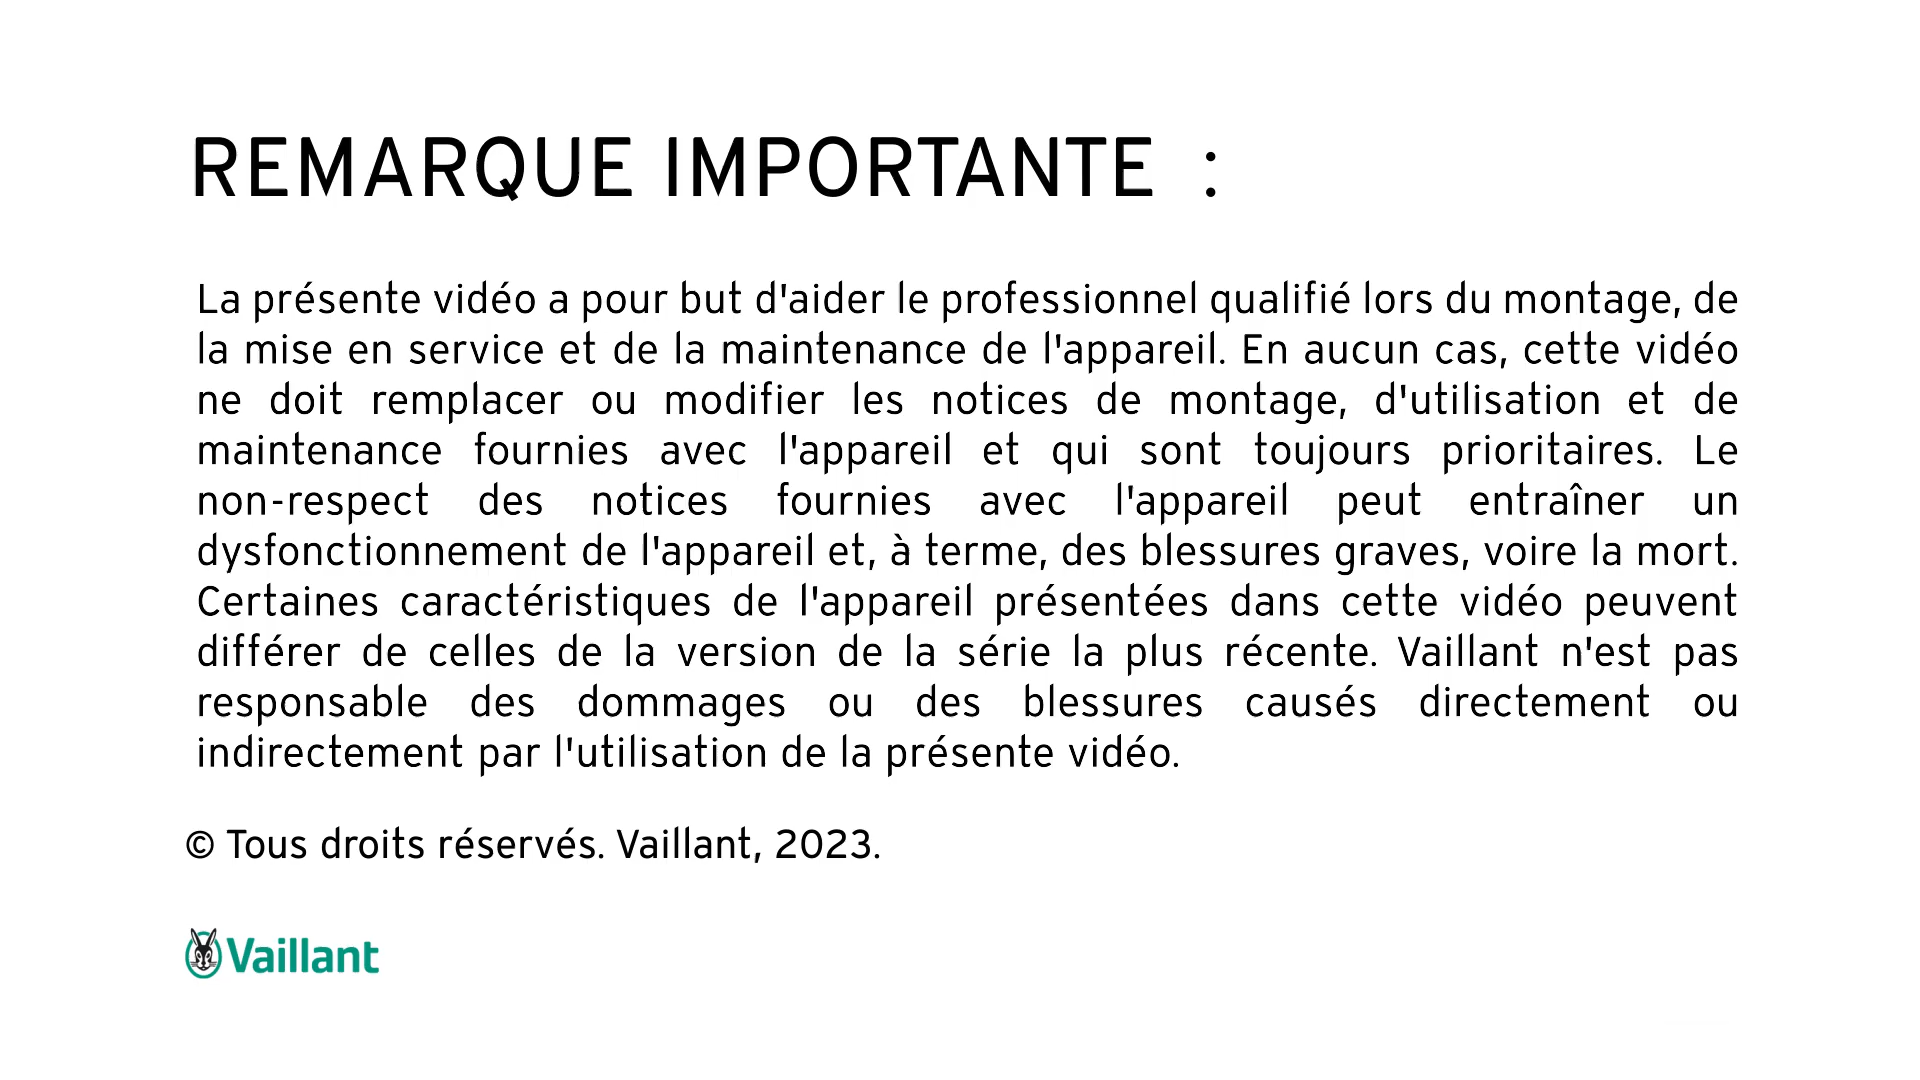 REMARQUE IMPORTANTE :
La présente vidéo a pour but d'aider le professionnel qualifié lors du montage, de
la mise en service et de la maintenance de l'appareil. En aucun cas, cette vidéo
ne doit remplacer ou modifier les notices de montage, d'utilisation et de
maintenance fournies avec l'appareil et qui sont toujours prioritaires. Le
non-respect des notices fournies avec l'appareil peut entraîner un
dysfonctionnement de l'appareil et, à terme, des blessures graves, voire la mort.
Certaines caractéristiques de l'appareil présentées dans cette vidéo peuvent
différer de celles de la version de la série la plus récente. Vaillant n'est pas
responsable des dommages ou des blessures causés directement ou
indirectement par l'utilisation de la présente vidéo.
© Tous droits réservés. Vaillant, 2023.
Vaillant